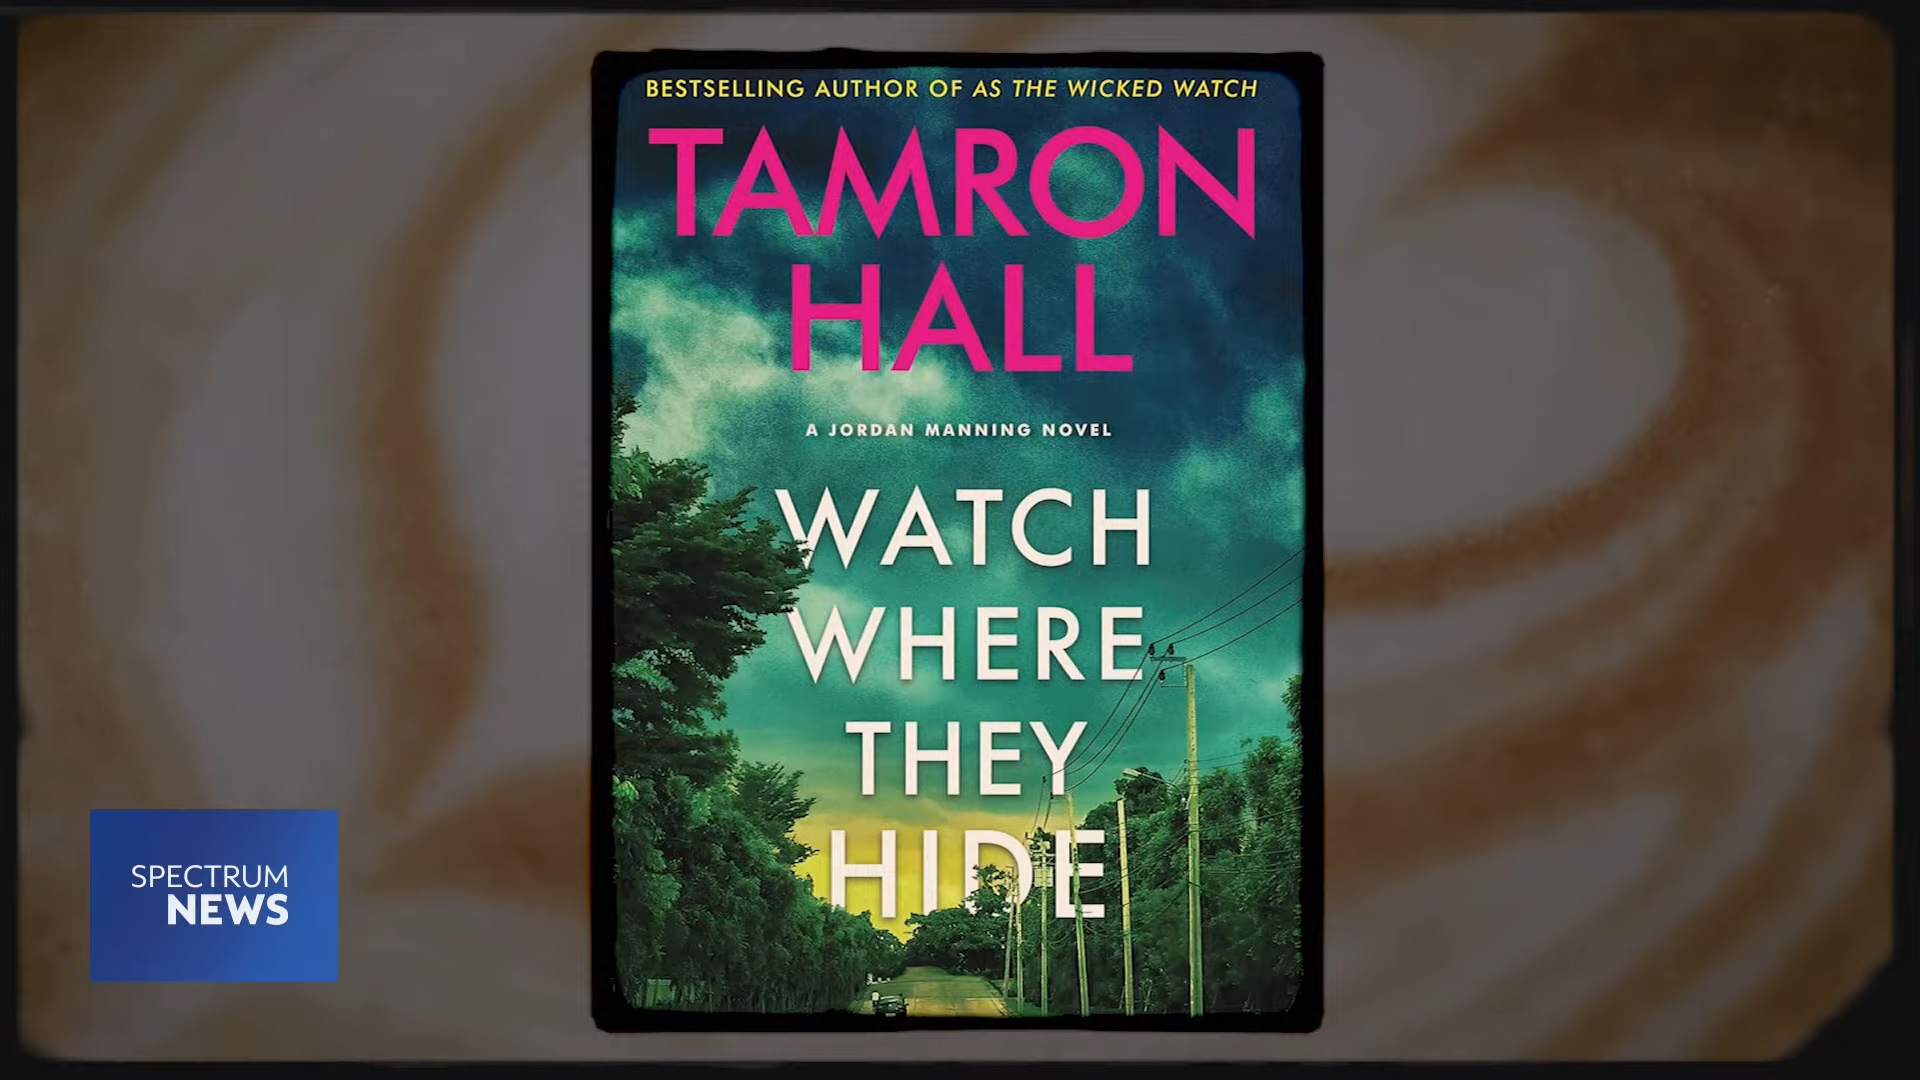 BESTSELLING AUTHOR OF AS THE WICKED WATCH
TAMRON
HALL
A JORDAN MANNING NOVEL
WATCH
WHERE
THEY
HIDE
SPECTRUM
NEWS